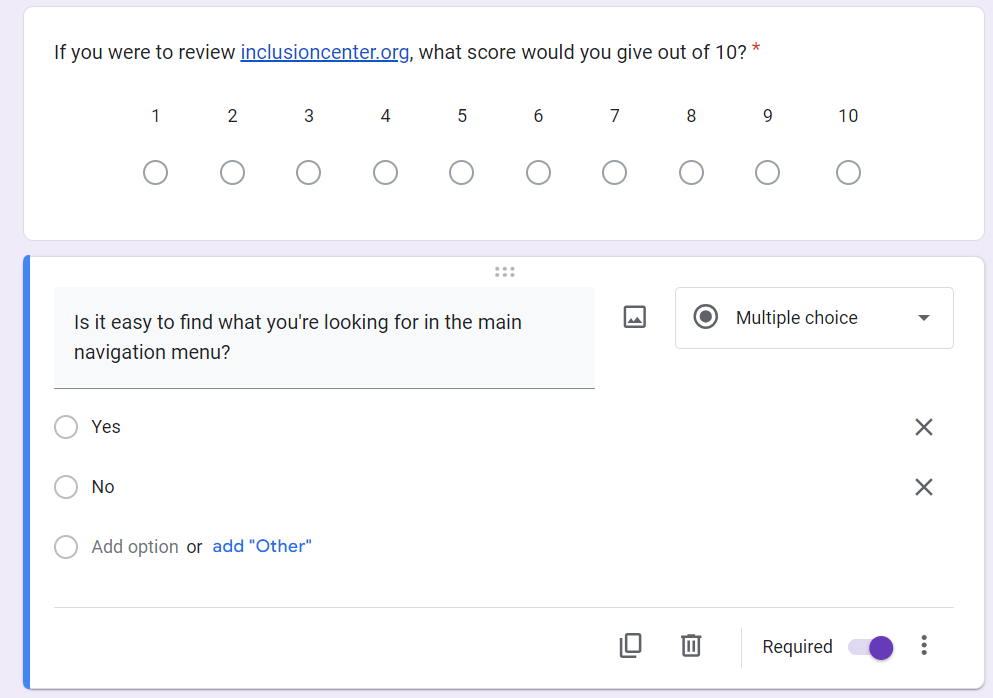 If you were to review inclusioncenter.org, what score would you give out of 10? *
1 2 3 4 5 6 7 8 9 10
Is it easy to find what you're looking for in the main
navigation menu?
Multiple choice
Yes
No
Add option or add "Other"
Required